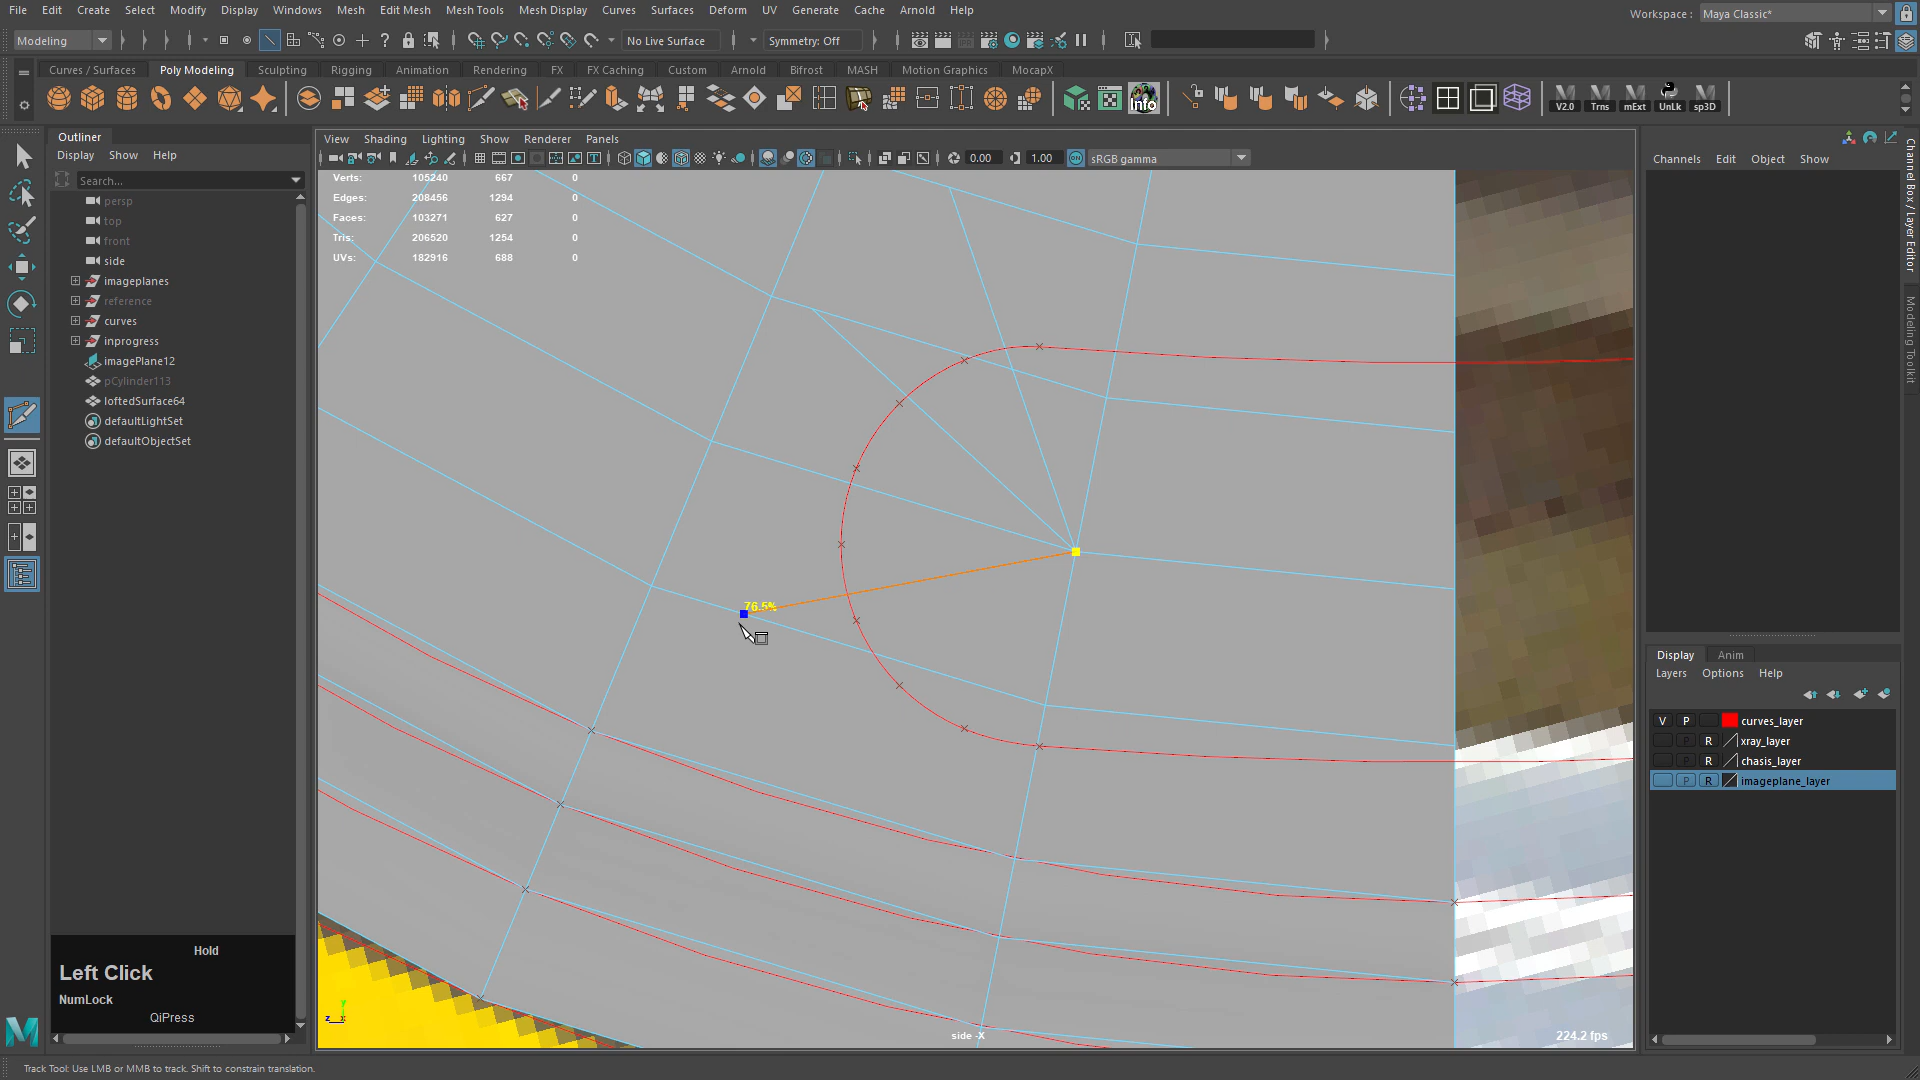 File Edit Create Select Modify Display Windows Mesh Edit Mesh Mesh Tools Mesh Display Curves Surfaces Deform UV Generate Cache Arnold Help
Workspace : Maya Classic*
Modeling No Live Surface Symmetry: Off
Curves / Surfaces Poly Modeling Sculpting Rigging Animation Rendering FX FX Caching Custom Arnold Bifrost MASH Motion Graphics MocapX
Info V2.0 Trns mExt UnLk sp3D
Outliner
Display Show Help
Search...
persp
top
front
side
imageplanes
reference
curves
inprogress
imagePlane12
pCylinder113
loftedSurface64
defaultLightSet
defaultObjectSet
Hold
Left Click
NumLock
QiPress
View Shading Lighting Show Renderer Panels
0.00 1.00 sRGB gamma
Verts: 105240 667 0
Edges: 208456 1294 0
Faces: 103271 627 0
Tris: 206520 1254 0
UVs: 182916 688 0
76.5%
y
z x
side -X
224.2 fps
Channels Edit Object Show
Channel Box / Layer Editor
Modeling Toolkit
Display Anim
Layers Options Help
V P curves_layer
P R xray_layer
R chasis_layer
P R imageplane_layer
Track Tool: Use LMB or MMB to track. Shift to constrain translation.